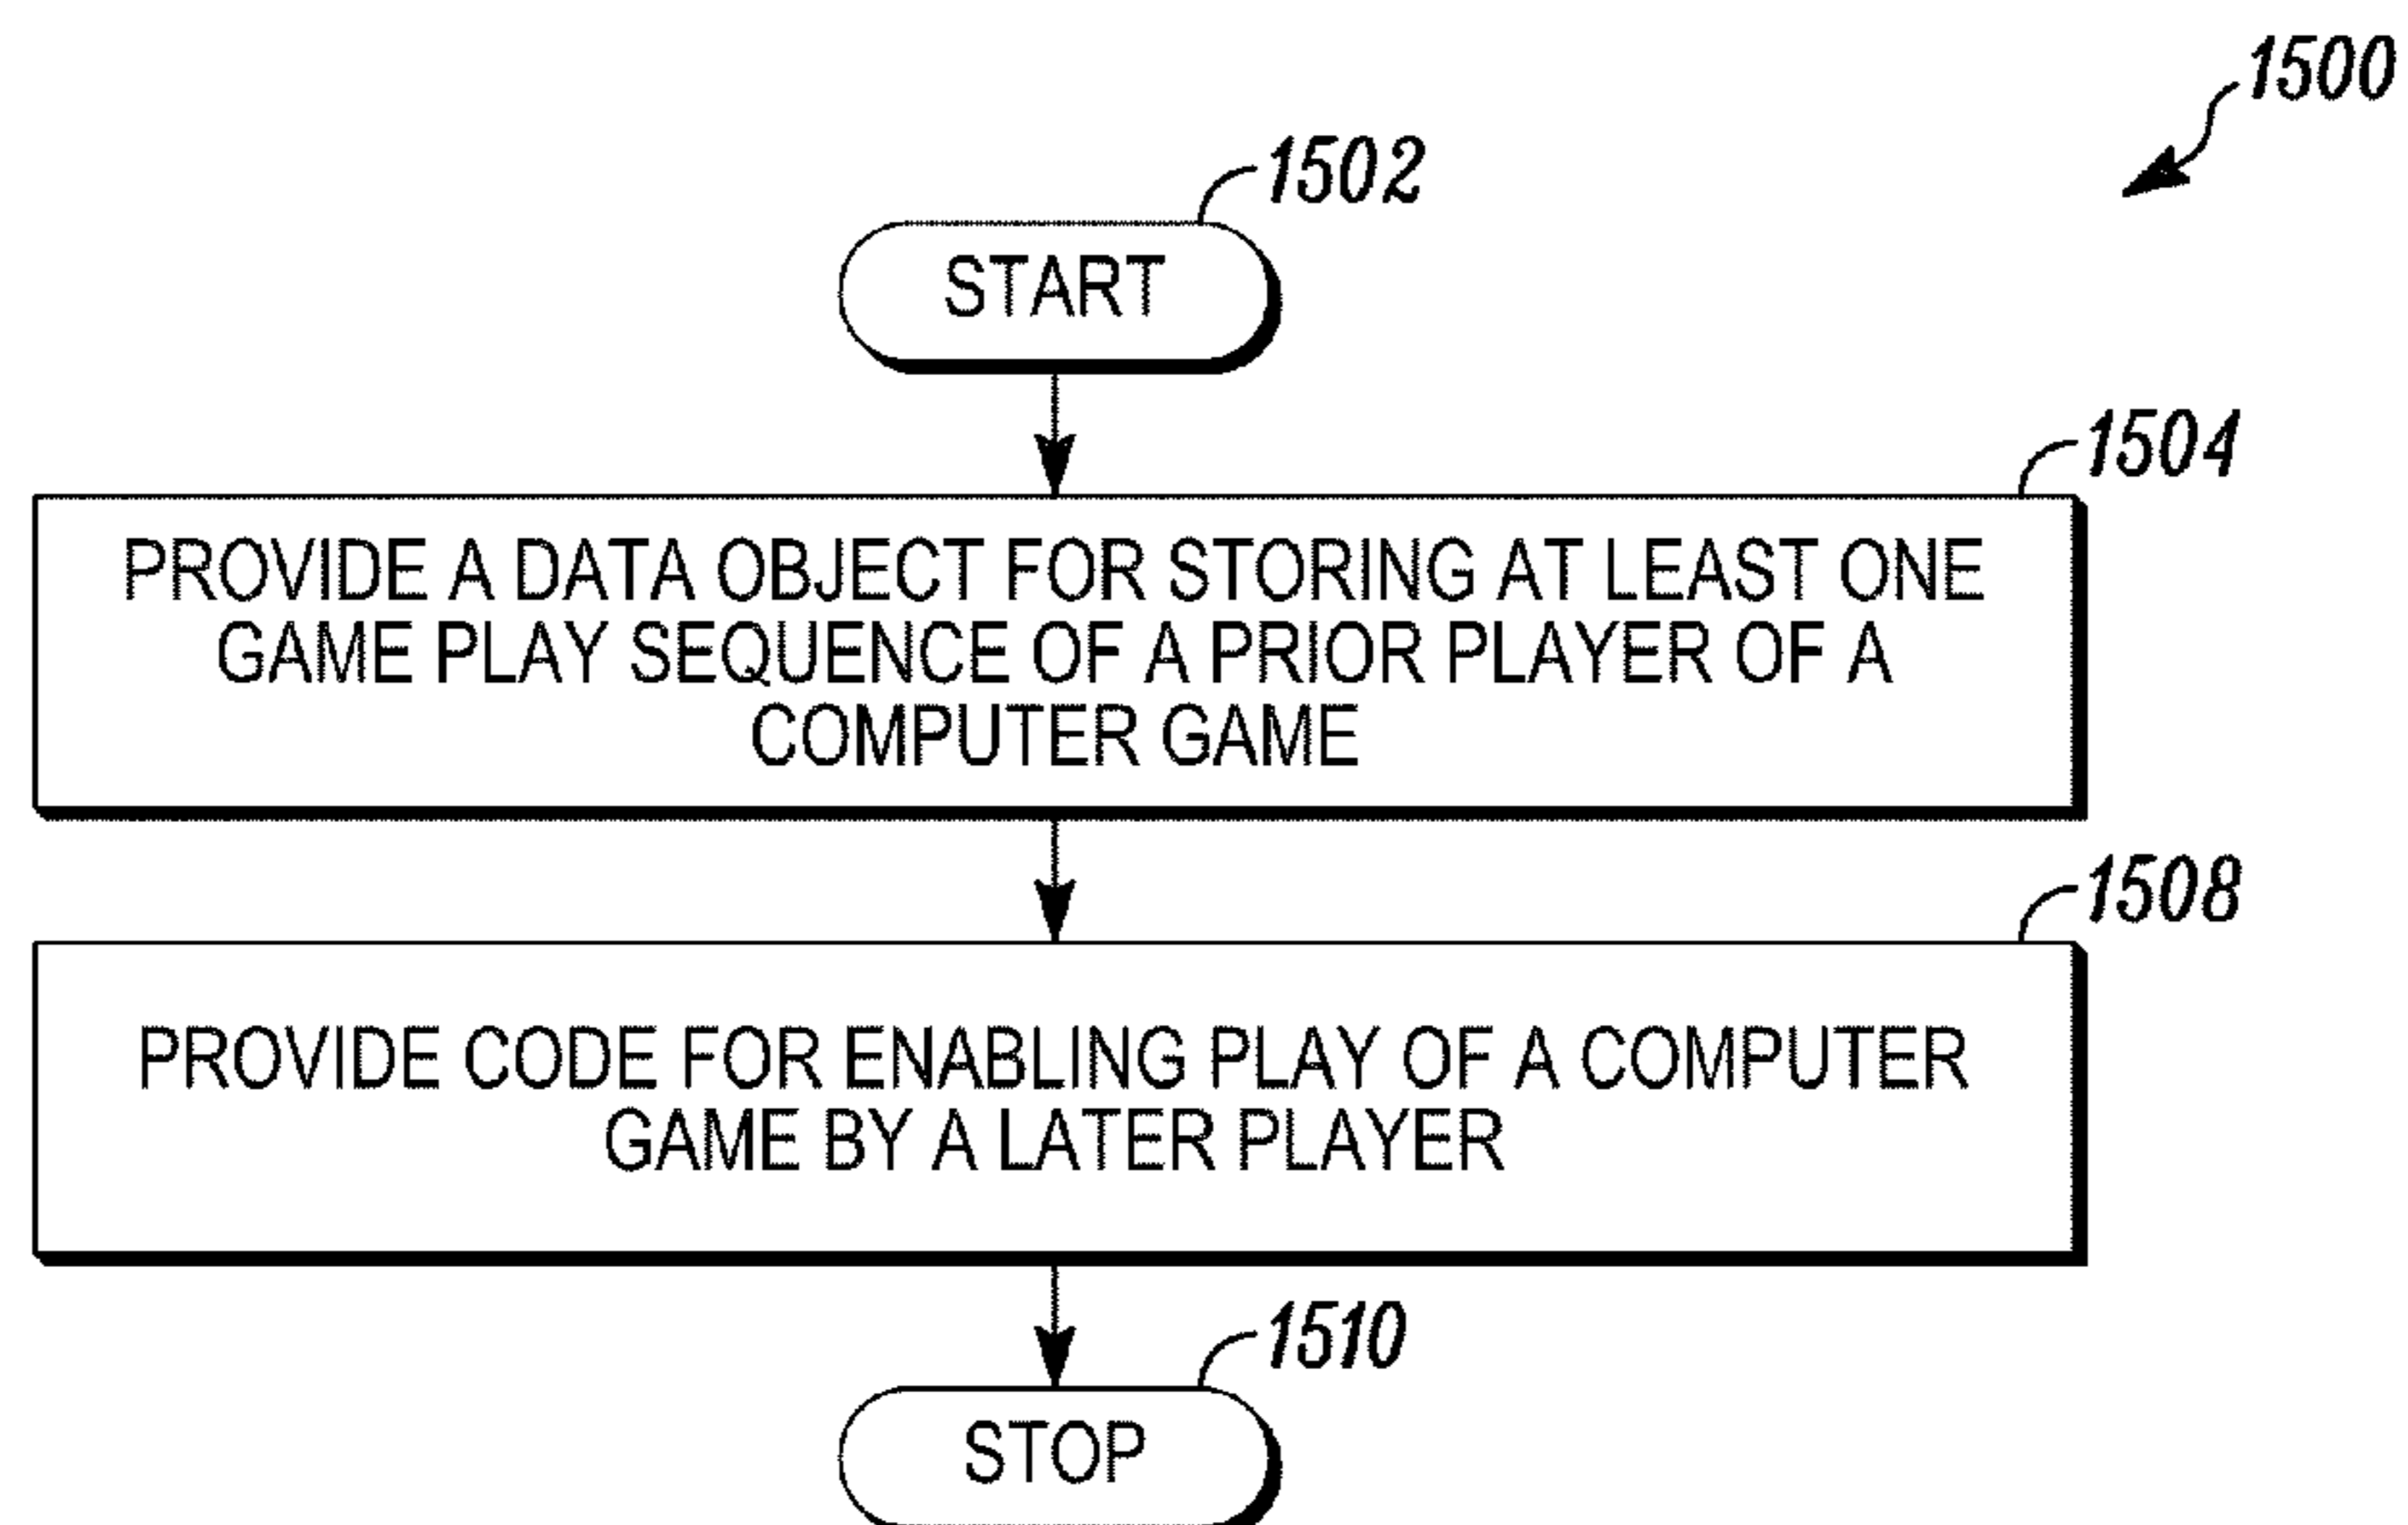 1500
1502
START
1504
PROVIDE A DATA OBJECT FOR STORING AT LEAST ONE
GAME PLAY SEQUENCE OF A PRIOR PLAYER OF A
COMPUTER GAME
1508
PROVIDE CODE FOR ENABLING PLAY OF A COMPUTER
GAME BY A LATER PLAYER
1510
STOP